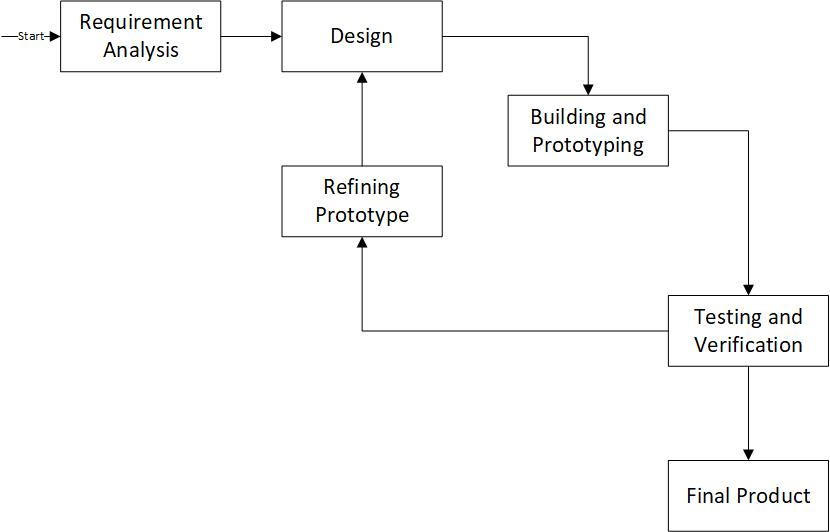 Start
Requirement
Analysis
Design
Building and
Prototyping
Refining
Prototype
Testing and
Verification
Final Product